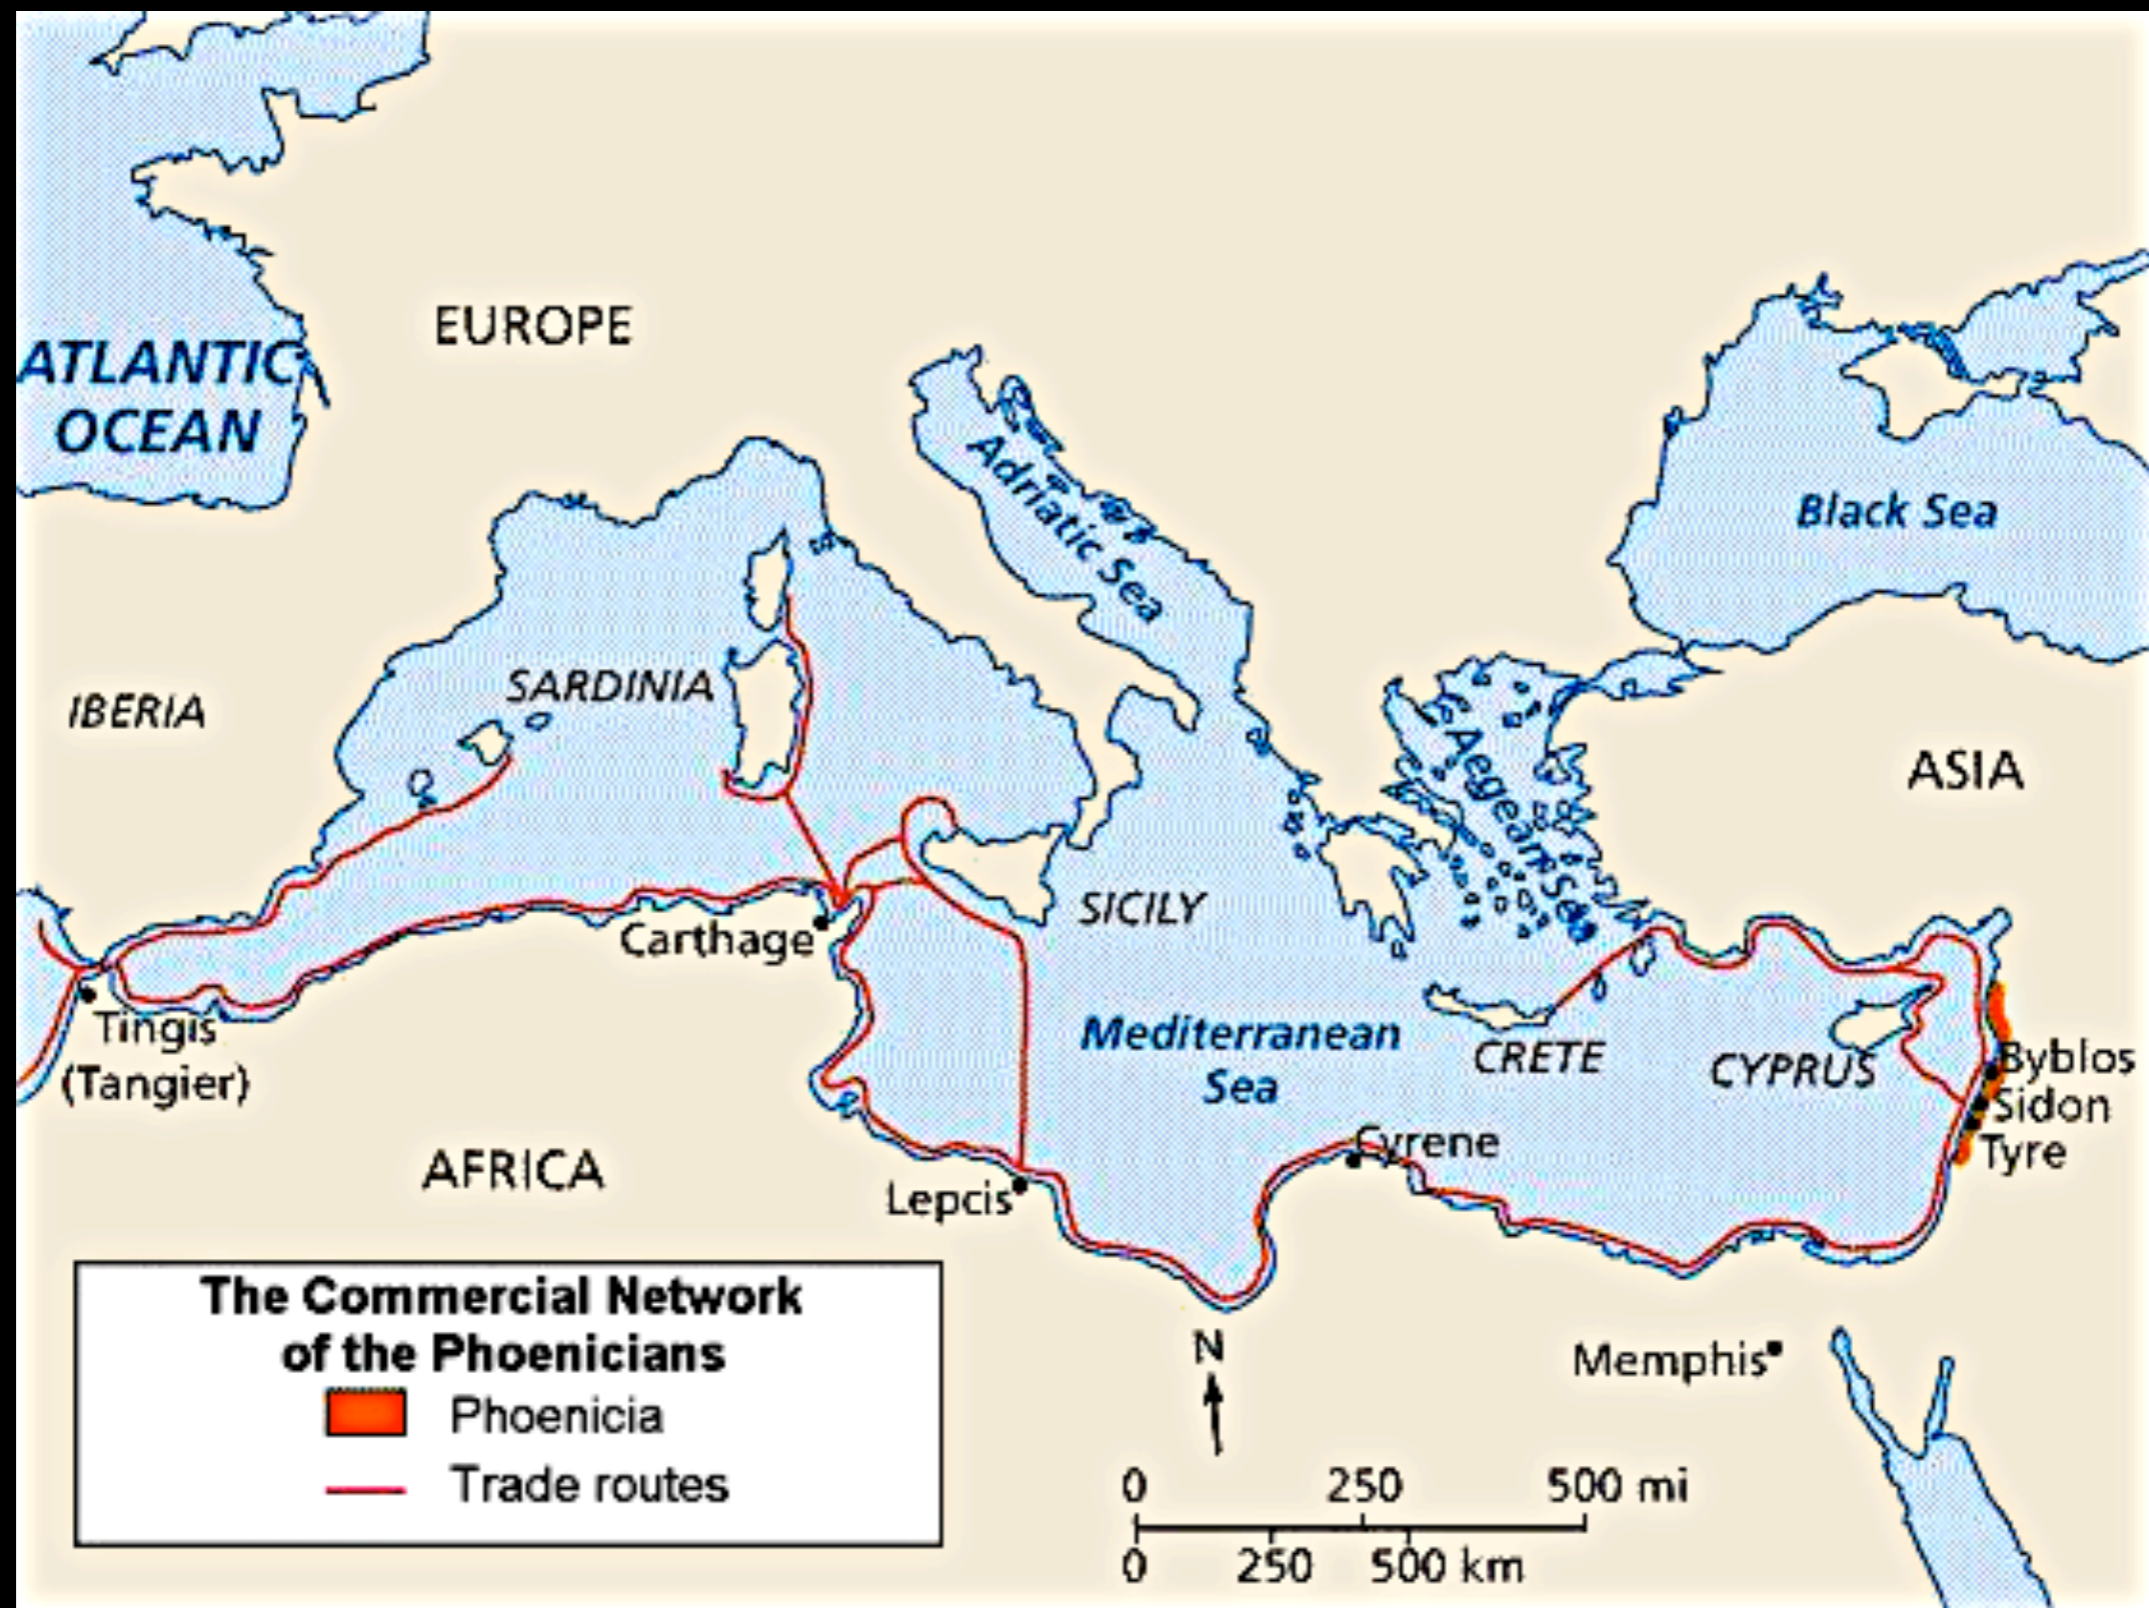 EUROPE
ATLANTIC
OCEAN
Adriatic Sea
Black Sea
SARDINIA
IBERIA
Aegean Sea
ASIA
SICILY
Carthage
Tingis
(Tangier)
Mediterranean
Sea
CRETE
CYPRUS
Byblos
Sidon
Tyre
Cyrene
AFRICA
Lepcis
Memphis
The Commercial Network
of the Phoenicians
Phoenicia
Trade routes
N
0 250 500 mi
0 250 500 km